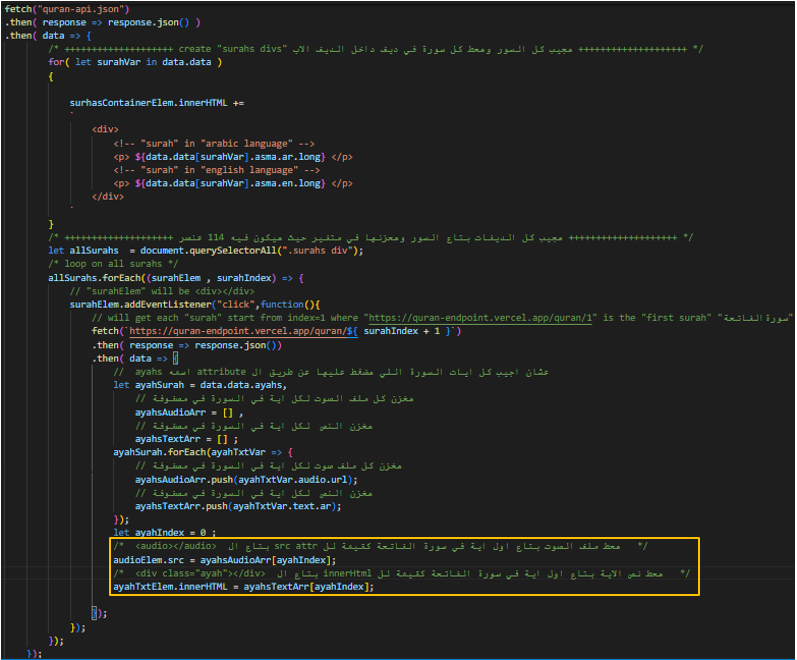 fetch("quran-api.json")
.then( response => response.json() )
.then( data => {
/* ++++++++++++++++++++ create "surahs divs" هجيب كل السور وهحط كل سورة في ديف داخل الديف الاب ++++++++++++++++++++ */
for( let surahVar in data.data )
{
surhasContainerElem.innerHTML +=
`
<div>
<!-- "surah" in "arabic language" -->
<p> ${data.data[surahVar].asma.ar.long} </p>
<!-- "surah" in "english language" -->
<p> ${data.data[surahVar].asma.en.long} </p>
</div>
`
}
/* ++++++++++++++++++++ هجيب كل الديفات بتاع السور وهخزنها في متغير حيث هيكون فيه 114 عنصر ++++++++++++++++++++ */
let allSurahs = document.querySelectorAll(".surahs div");
/* loop on all surahs */
allSurahs.forEach((surahElem , surahIndex) => {
// "surahElem" will be <div></div>
surahElem.addEventListener("click",function(){
// will get each "surah" start from index=1 where "https://quran-endpoint.vercel.app/quran/1" is the "first surah" "سورة الفاتحة"
fetch(`https://quran-endpoint.vercel.app/quran/${ surahIndex + 1 }`)
.then( response => response.json())
.then( data => {
// ayahs اسمه attribute عشان اجيب كل ايات السورة اللي هضغط عليها عن طريق ال
let ayahSurah = data.data.ayahs,
// هخزن كل ملف الصوت لكل اية في السورة في مصفوفة
ayahsAudioArr = [] ,
// هخزن النص لكل اية في السورة في مصفوفة
ayahsTextArr = [] ;
ayahSurah.forEach(ayahTxtVar => {
// هخزن كل ملف صوت لكل اية في السورة في مصفوفة
ayahsAudioArr.push(ayahTxtVar.audio.url);
// هخزن النص لكل اية في السورة في مصفوفة
ayahsTextArr.push(ayahTxtVar.text.ar);
});
let ayahIndex = 0 ;
/* <audio></audio> بتاع ال src attr هحط ملف الصوت بتاع اول اية في سورة الفاتحة كقيمة لل */
audioElem.src = ayahsAudioArr[ayahIndex];
/* <div class="ayah"></div> بتاع ال innerHtml هحط نص الاية بتاع اول اية في سورة الفاتحة كقيمة لل */
ayahTxtElem.innerHTML = ayahsTextArr[ayahIndex];
});
});
});
});